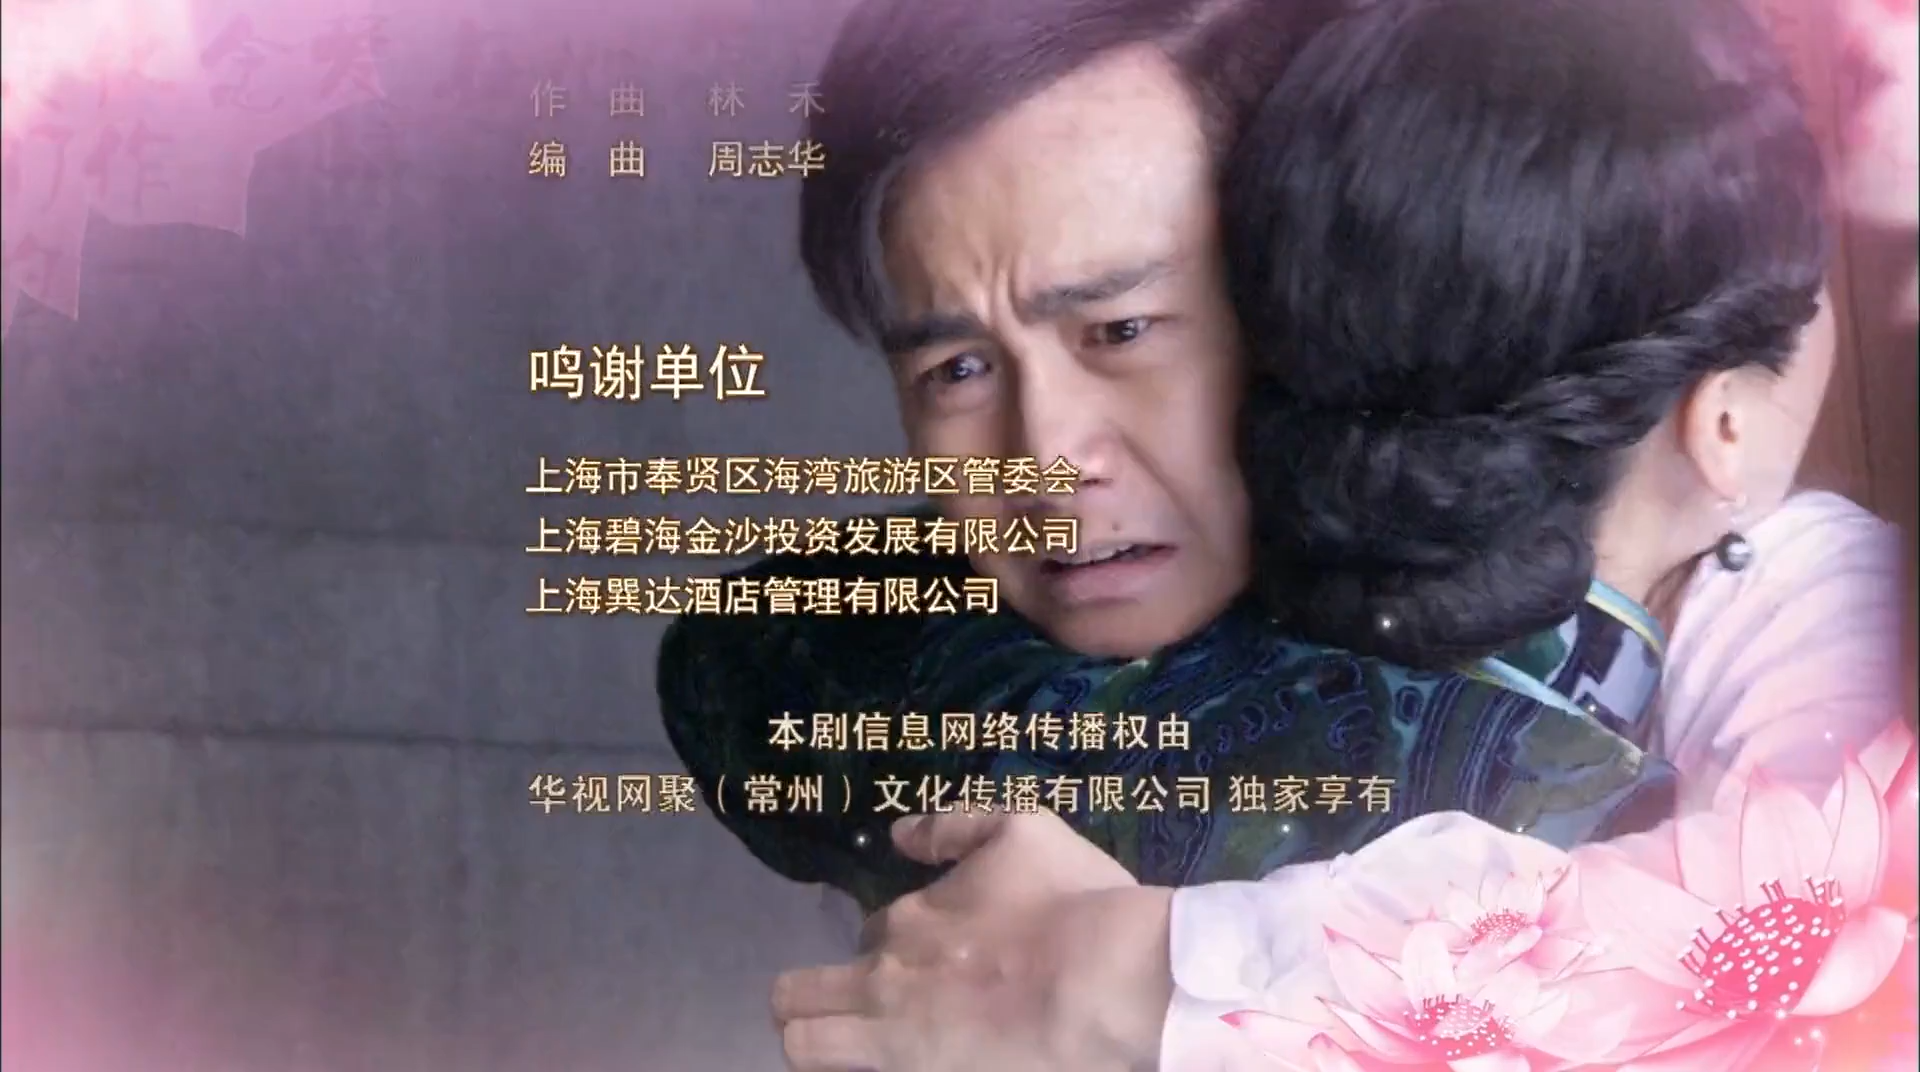 作 曲 林 禾
编 曲 周志华
鸣谢单位
上海市奉贤区海湾旅游区管委会
上海碧海金沙投资发展有限公司
上海巽达酒店管理有限公司
本剧信息网络传播权由
华视网聚（常州）文化传播有限公司 独家享有